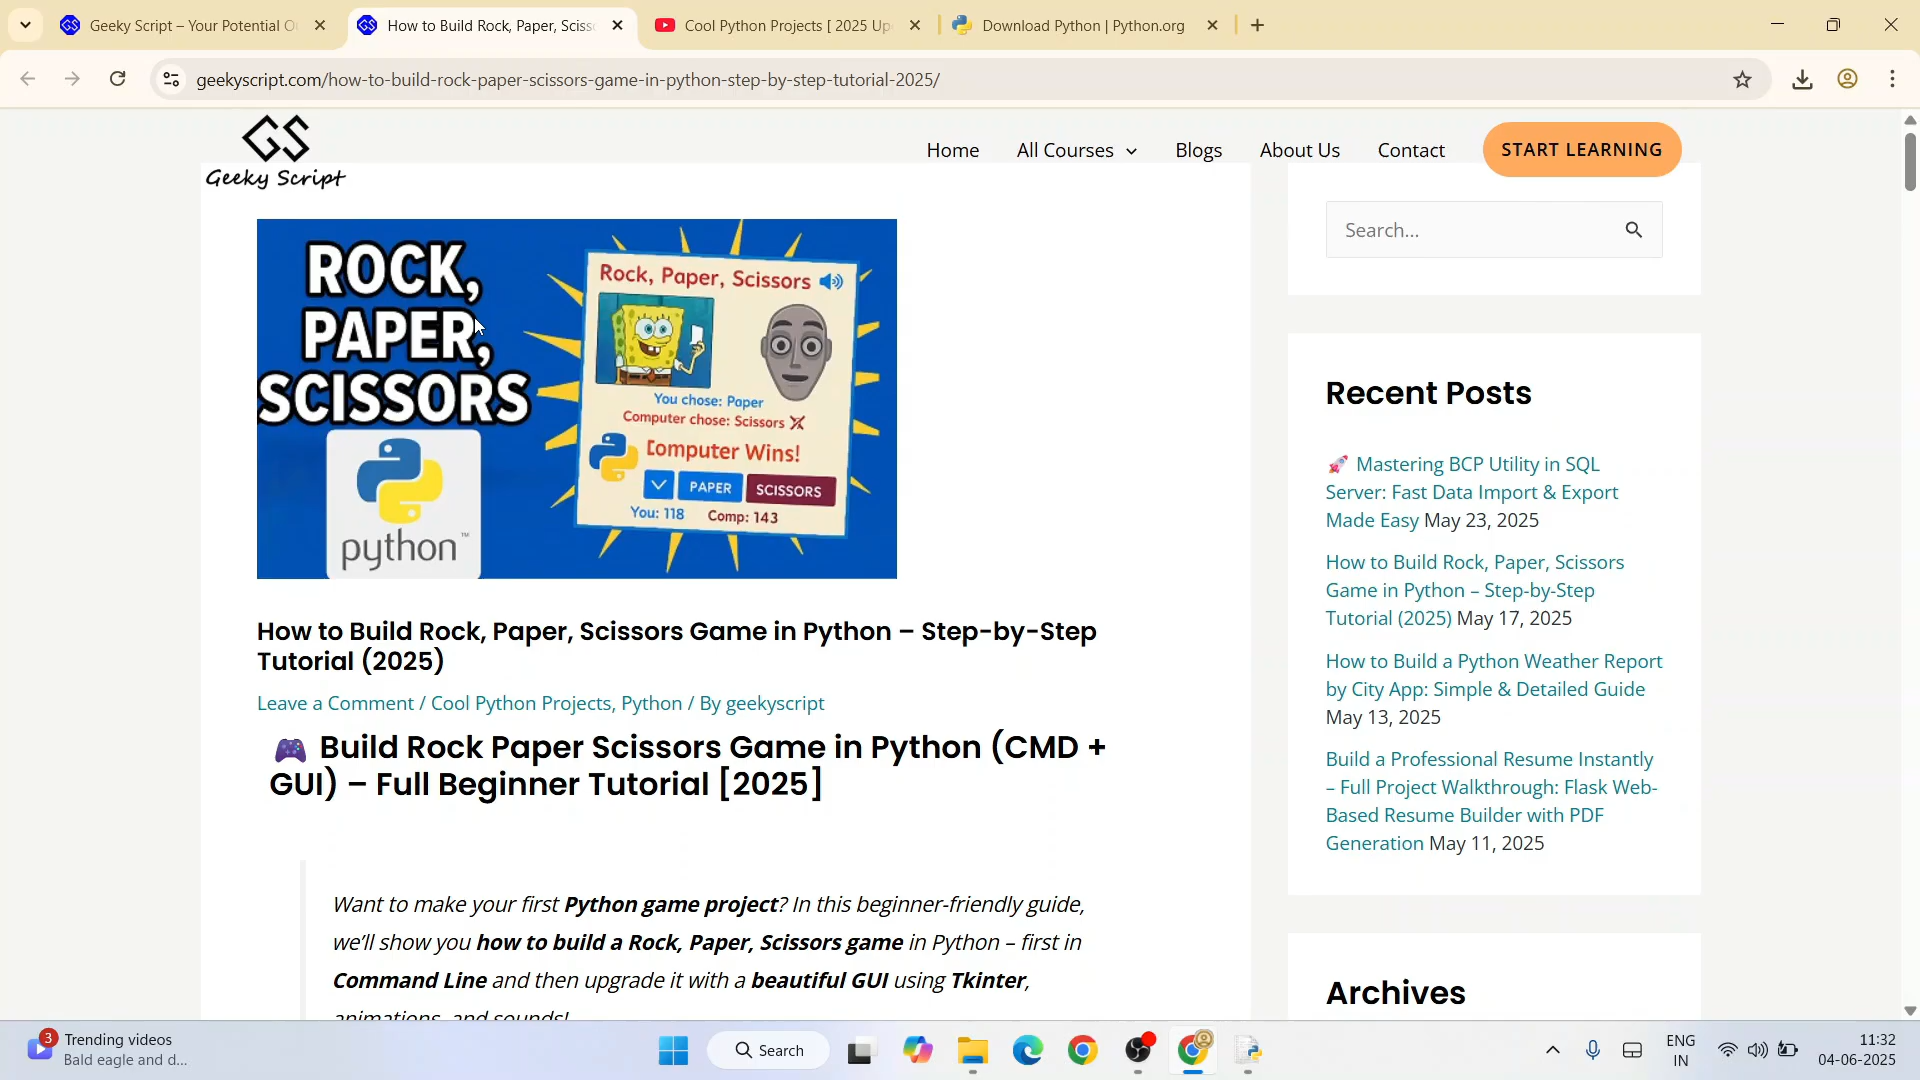 Geeky Script – Your Potential O
How to Build Rock, Paper, Sciss
Cool Python Projects [ 2025 Up
Download Python | Python.org
geekyscript.com/how-to-build-rock-paper-scissors-game-in-python-step-by-step-tutorial-2025/
GS
Geeky Script
Home
All Courses
Blogs
About Us
Contact
START LEARNING
ROCK,
PAPER,
SCISSORS
python™
Rock, Paper, Scissors
You chose: Paper
Computer chose: Scissors
Computer Wins!
PAPER
SCISSORS
You: 118 Comp: 143
Search...
Recent Posts
Mastering BCP Utility in SQL
Server: Fast Data Import & Export
Made Easy May 23, 2025
How to Build Rock, Paper, Scissors
Game in Python – Step-by-Step
Tutorial (2025) May 17, 2025
How to Build a Python Weather Report
by City App: Simple & Detailed Guide
May 13, 2025
Build a Professional Resume Instantly
– Full Project Walkthrough: Flask Web-
Based Resume Builder with PDF
Generation May 11, 2025
Archives
How to Build Rock, Paper, Scissors Game in Python – Step-by-Step
Tutorial (2025)
Leave a Comment / Cool Python Projects, Python / By geekyscript
Build Rock Paper Scissors Game in Python (CMD +
GUI) – Full Beginner Tutorial [2025]
Want to make your first Python game project? In this beginner-friendly guide,
we'll show you how to build a Rock, Paper, Scissors game in Python – first in
Command Line and then upgrade it with a beautiful GUI using Tkinter,
animations, and sounds!
3
Trending videos
Bald eagle and d...
Search
ENG
IN
11:32
04-06-2025